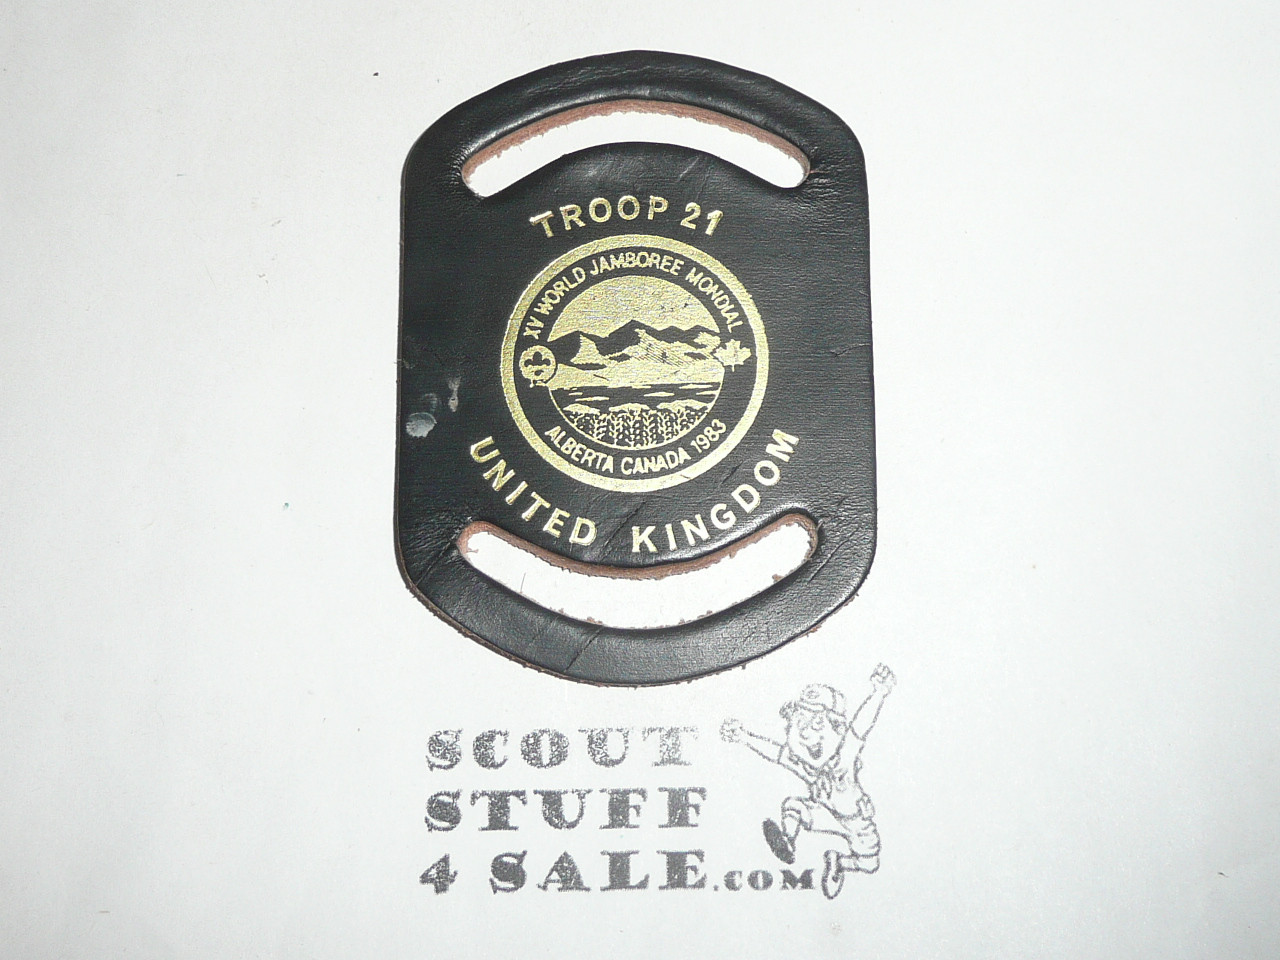 TROOP 21
XV WORLD JAMBOREE MONDIAL
ALBERTA CANADA 1983
UNITED KINGDOM
SCOUT
STUFF
4 SALE.COM